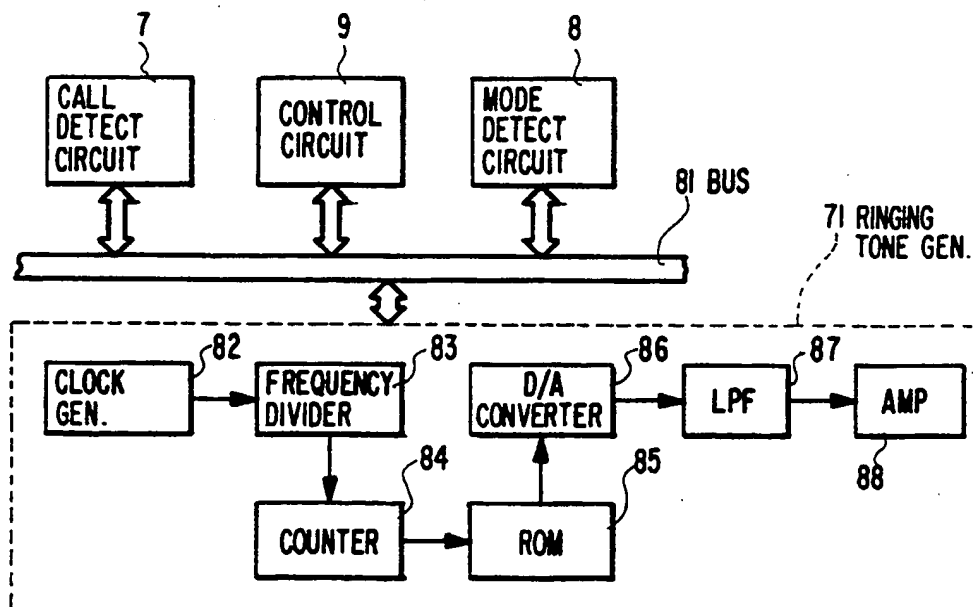 7
9
8
CALL
DETECT
CIRCUIT
CONTROL
CIRCUIT
MODE
DETECT
CIRCUIT
81 BUS
71 RINGING
TONE GEN.
82
83
86
87
CLOCK
GEN.
FREQUENCY
DIVIDER
D/A
CONVERTER
LPF
AMP
84
85
88
COUNTER
ROM